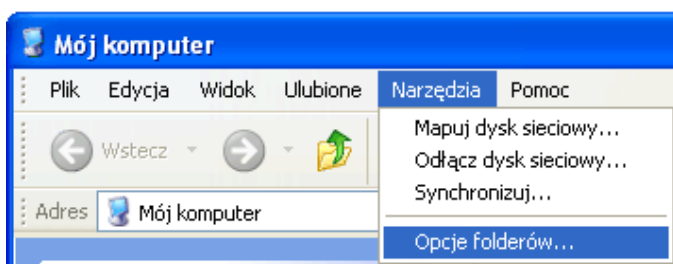 Mój komputer
Plik Edycja Widok Ulubione Narzędzia Pomoc
Wstecz
Mapuj dysk sieciowy...
Odłącz dysk sieciowy...
Synchronizuj...
Adres Mój komputer
Opcje folderów...